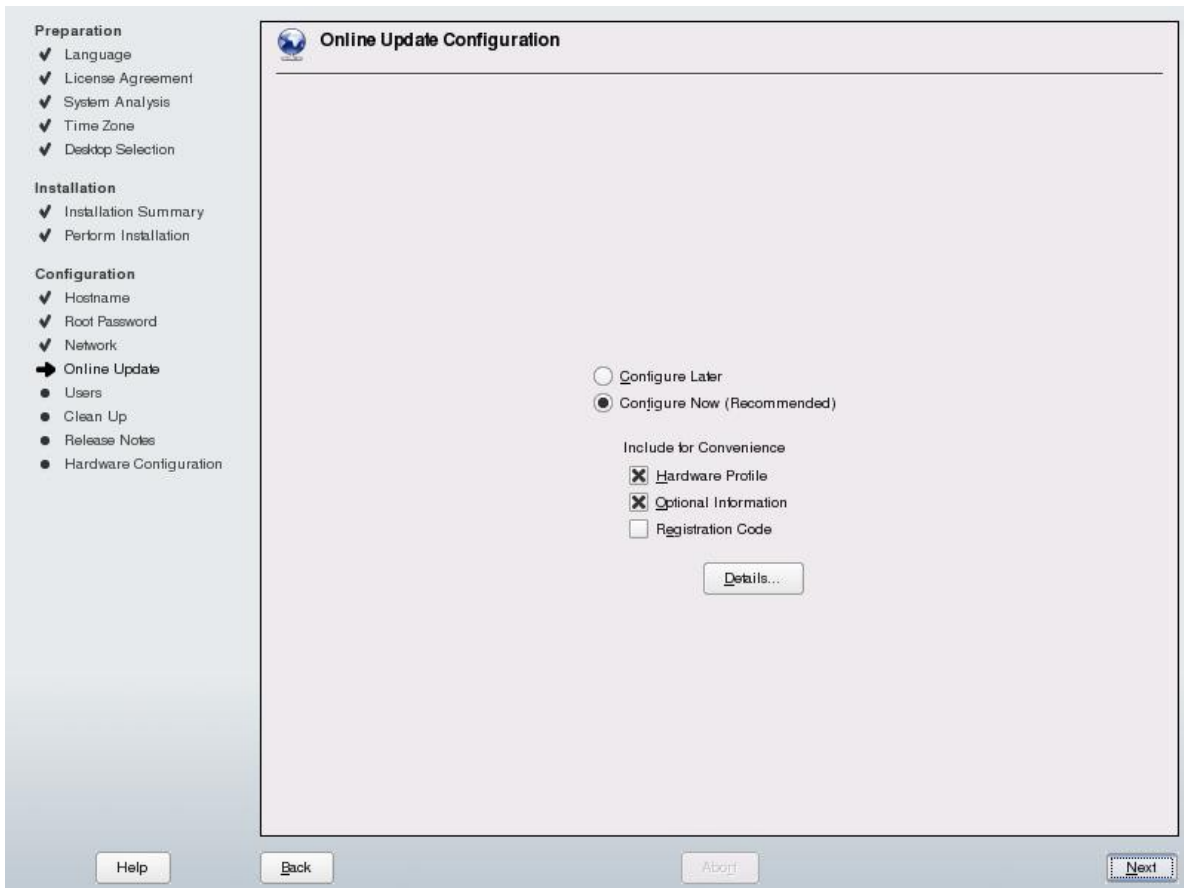 Preparation
Language
License Agreement
System Analysis
Time Zone
Desktop Selection
Installation
Installation Summary
Perform Installation
Configuration
Hostname
Root Password
Network
Online Update
Users
Clean Up
Release Notes
Hardware Configuration
Online Update Configuration
Configure Later
Configure Now (Recommended)
Include for Convenience
Hardware Profile
Optional Information
Registration Code
Details...
Help
Back
Abort
Next